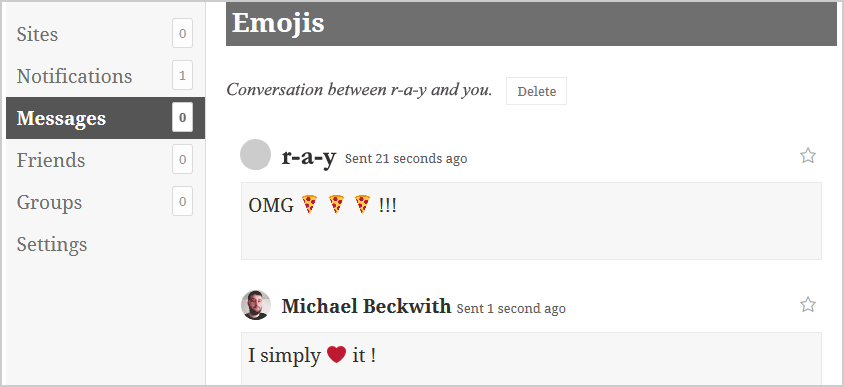 Sites 0
Notifications 1
Messages 0
Friends 0
Groups 0
Settings
Emojis
Conversation between r-a-y and you. Delete
r-a-y Sent 21 seconds ago
OMG 🍕 🍕 🍕 !!!
Michael Beckwith Sent 1 second ago
I simply ❤ it !